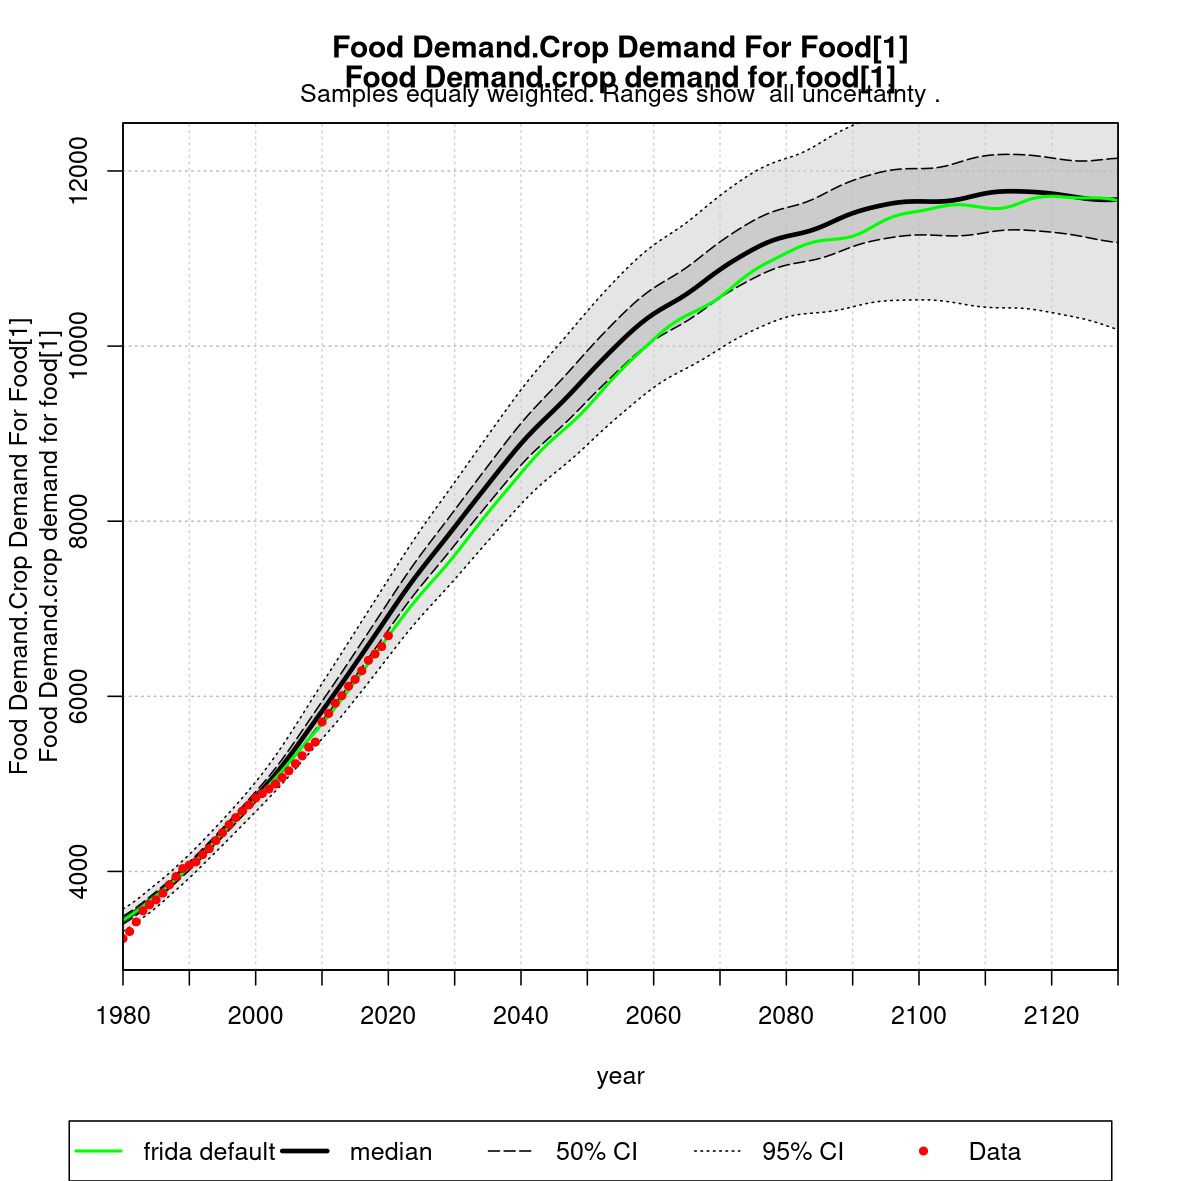 Food Demand.Crop Demand For Food[1]
Food Demand.crop demand for food[1]
Samples equaly weighted. Ranges show  all uncertainty .
Food Demand.Crop Demand For Food[1]
Food Demand.crop demand for food[1]
12000
10000
8000
6000
4000
1980 2000 2020 2040 2060 2080 2100 2120
year
frida default median 50% CI 95% CI Data